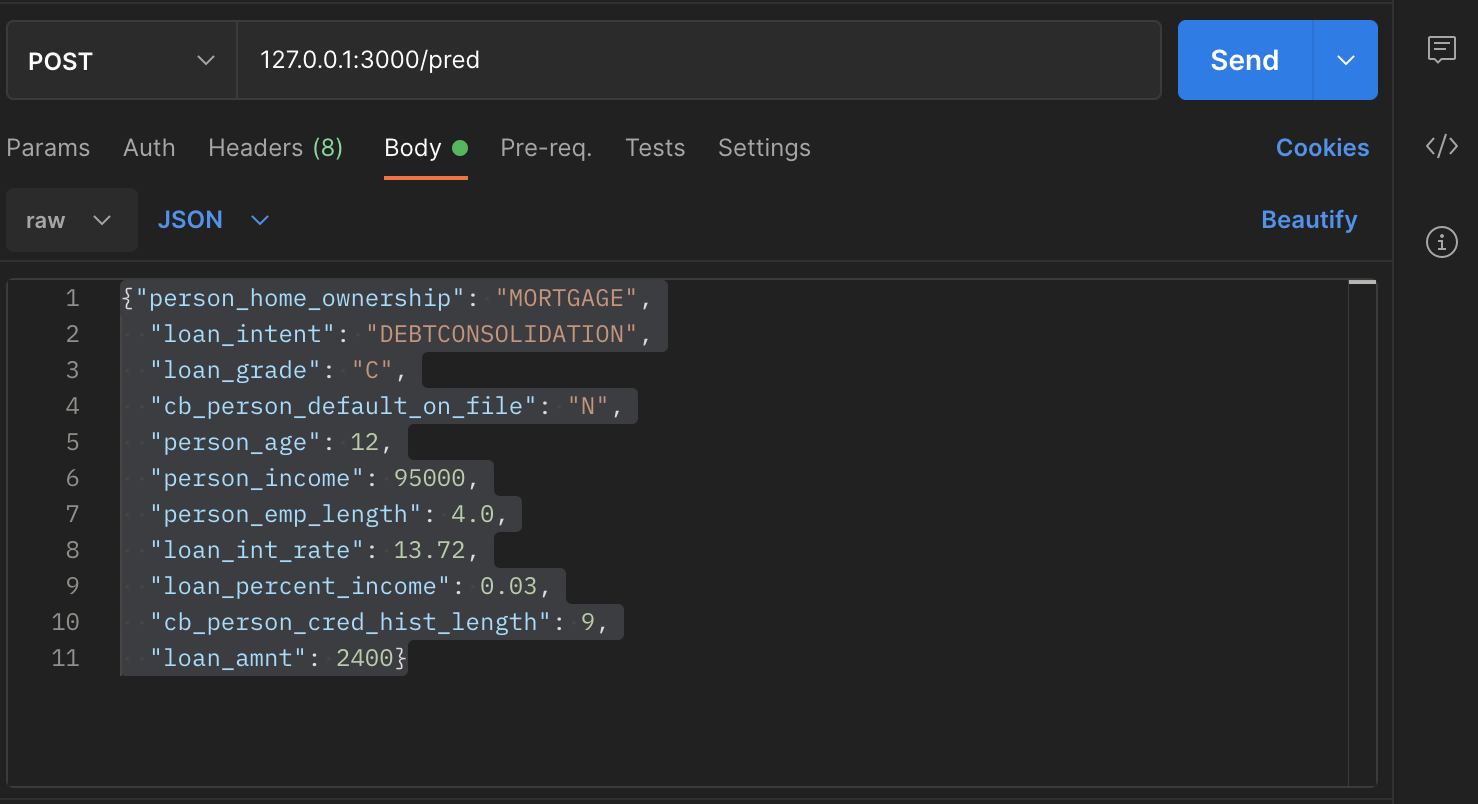 POST 127.0.0.1:3000/pred Send
Params Auth Headers (8) Body Pre-req. Tests Settings Cookies
raw JSON Beautify
1 {"person_home_ownership": "MORTGAGE",
2 "loan_intent": "DEBTCONSOLIDATION",
3 "loan_grade": "C",
4 "cb_person_default_on_file": "N",
5 "person_age": 12,
6 "person_income": 95000,
7 "person_emp_length": 4.0,
8 "loan_int_rate": 13.72,
9 "loan_percent_income": 0.03,
10 "cb_person_cred_hist_length": 9,
11 "loan_amnt": 2400}